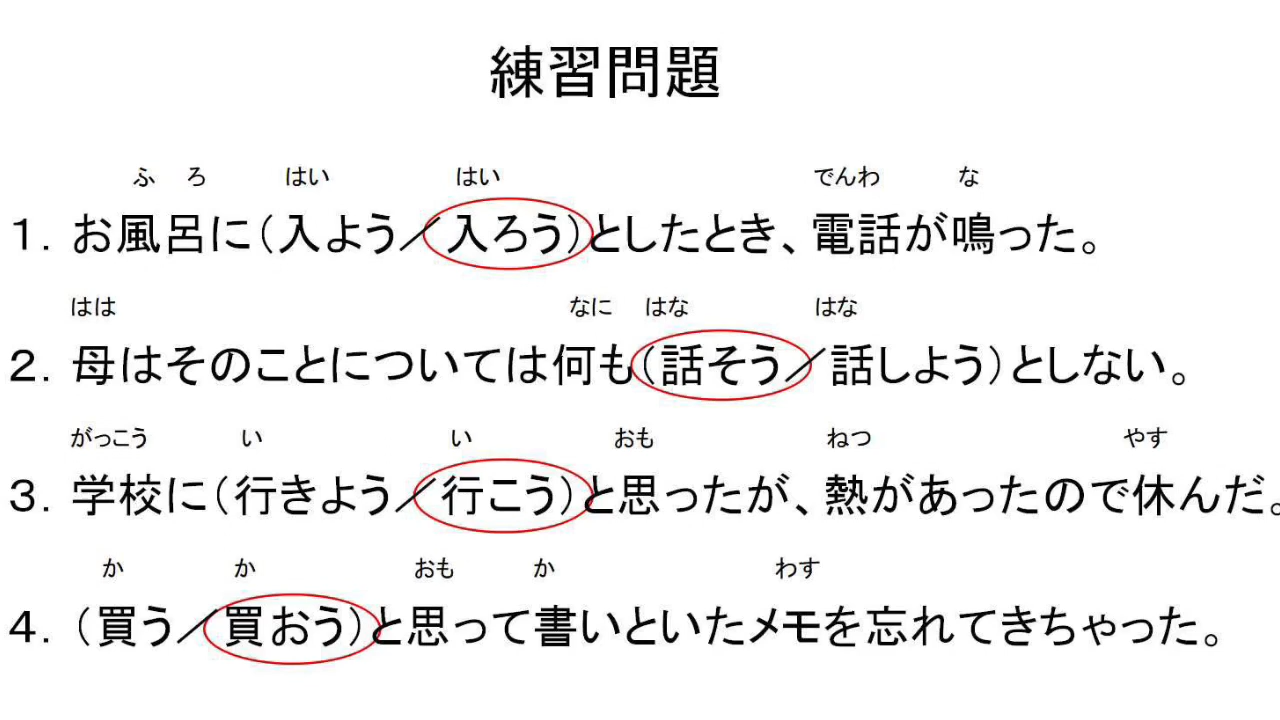 練習問題
ふ ろ はい はい でんわ な
1. お風呂に(入よう/入ろう)としたとき、電話が鳴った。
はは なに はな はな
2. 母はそのことについては何も(話そう/話しよう)としない。
がっこう い い おも ねつ やす
3. 学校に(行きよう/行こう)と思ったが、熱があったので休んだ。
か か おも か わす
4. (買う/買おう)と思って書いといたメモを忘れてきちゃった。